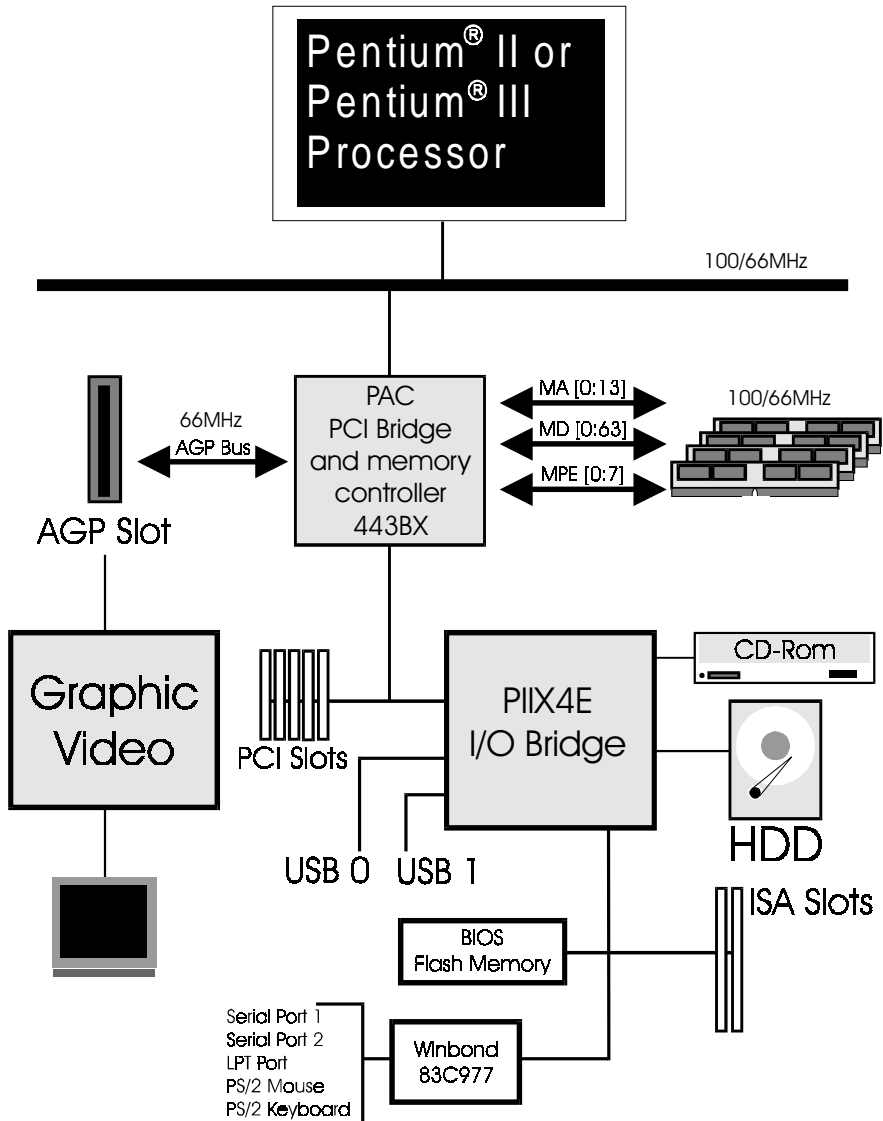 Pentium® II or
Pentium® III
Processor
100/66MHz
PAC
PCI Bridge
and memory
controller
443BX
66MHz
AGP Bus
MA [0:13]
MD [0:63]
MPE [0:7]
100/66MHz
AGP Slot
Graphic
Video
PCI Slots
PIIX4E
I/O Bridge
CD-Rom
HDD
USB 0
USB 1
ISA Slots
BIOS
Flash Memory
Serial Port 1
Serial Port 2
LPT Port
PS/2 Mouse
PS/2 Keyboard
Winbond
83C977